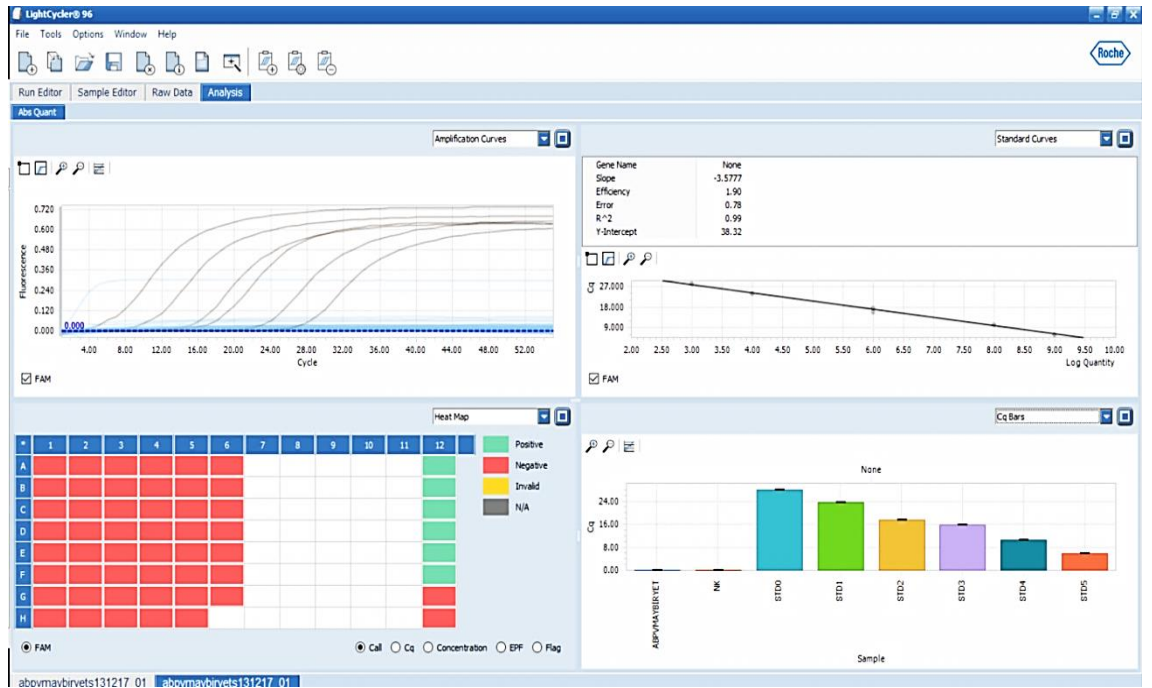 LightCycler® 96
File Tools Options Window Help
Roche
Run Editor Sample Editor Raw Data Analysis
Abs Quant
Amplification Curves
0.720
0.600
0.480
0.360
0.240
0.120
0.000
0.000
Fluorescence
4.00 8.00 12.00 16.00 20.00 24.00 28.00 32.00 36.00 40.00 44.00 48.00 52.00
Cycle
FAM
Standard Curves
Gene Name None
Slope -3.5777
Efficiency 1.90
Error 0.78
R^2 0.99
Y-Intercept 38.32
Cq
27.000
18.000
9.000
2.00 2.50 3.00 3.50 4.00 4.50 5.00 5.50 6.00 6.50 7.00 7.50 8.00 8.50 9.00 9.50 10.00
Log Quantity
FAM
Heat Map
* 1 2 3 4 5 6 7 8 9 10 11 12
A
B
C
D
E
F
G
H
Positive
Negative
Invalid
N/A
FAM
Call Cq Concentration EPF Flag
Cq Bars
None
Cq
24.00
16.00
8.00
0.00
ABPVMAYBIRYET NK STD0 STD1 STD2 STD3 STD4 STD5
Sample
abpvmaybirvets131217_01 abpvmaybirvets131217_01